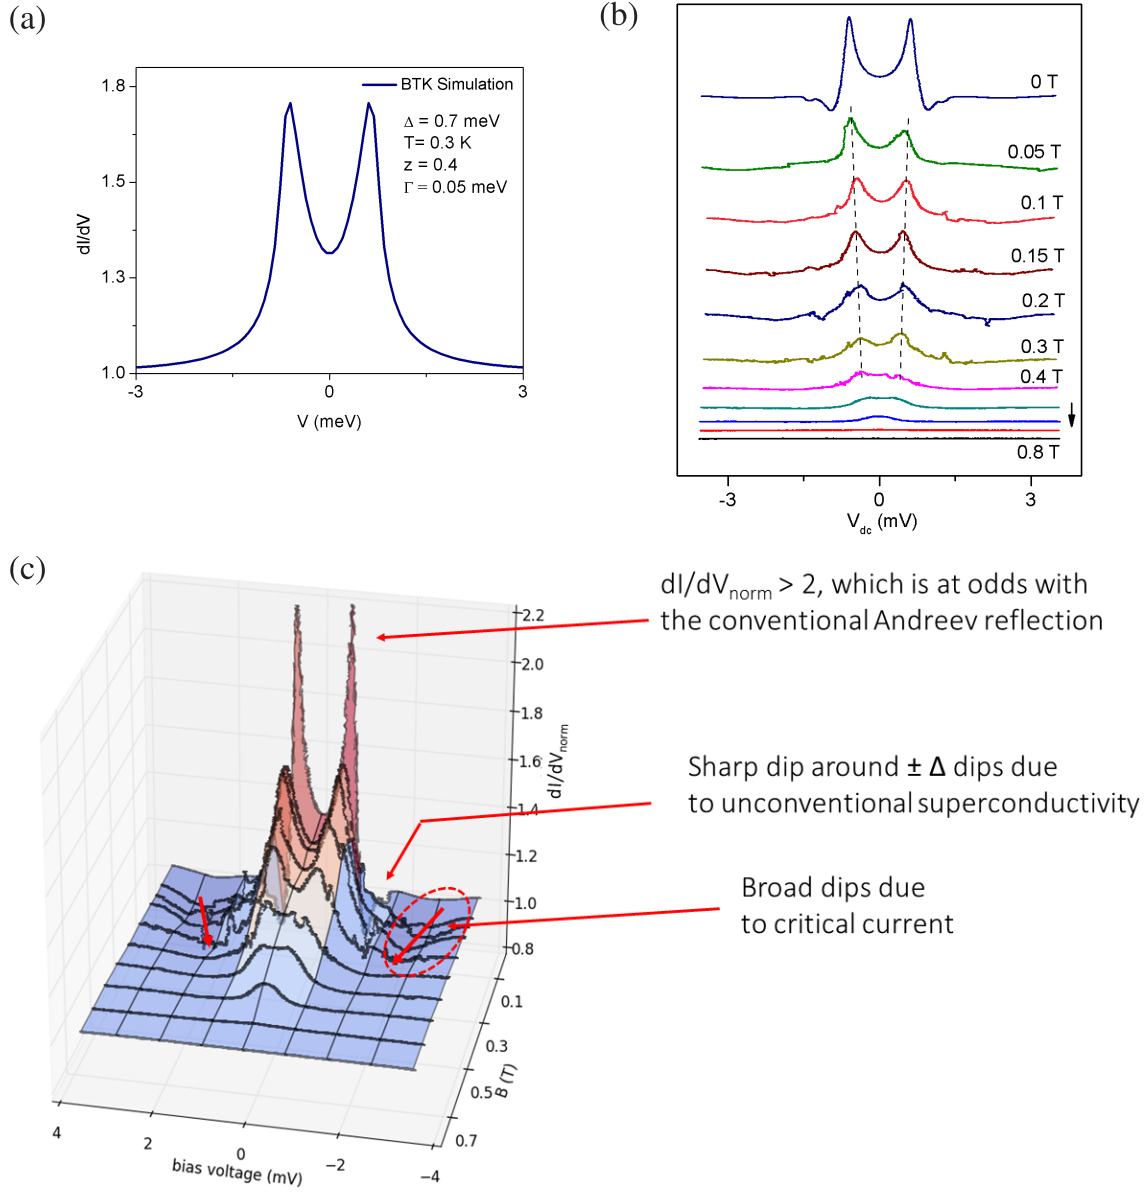 (a)
1.8
1.5
1.3
1.0
dI/dV
BTK Simulation
Δ = 0.7 meV
T= 0.3 K
z = 0.4
Γ = 0.05 meV
-3
0
3
V (meV)
(b)
0 T
0.05 T
0.1 T
0.15 T
0.2 T
0.3 T
0.4 T
0.8 T
-3
0
3
Vdc (mV)
(c)
2.2
2.0
1.8
1.6
1.4
1.2
1.0
0.8
dI/dVnorm
0.1
0.3
0.5
0.7
B (T)
4
2
0
−2
−4
bias voltage (mV)
dI/dVnorm > 2, which is at odds with
the conventional Andreev reflection
Sharp dip around ± Δ dips due
to unconventional superconductivity
Broad dips due
to critical current